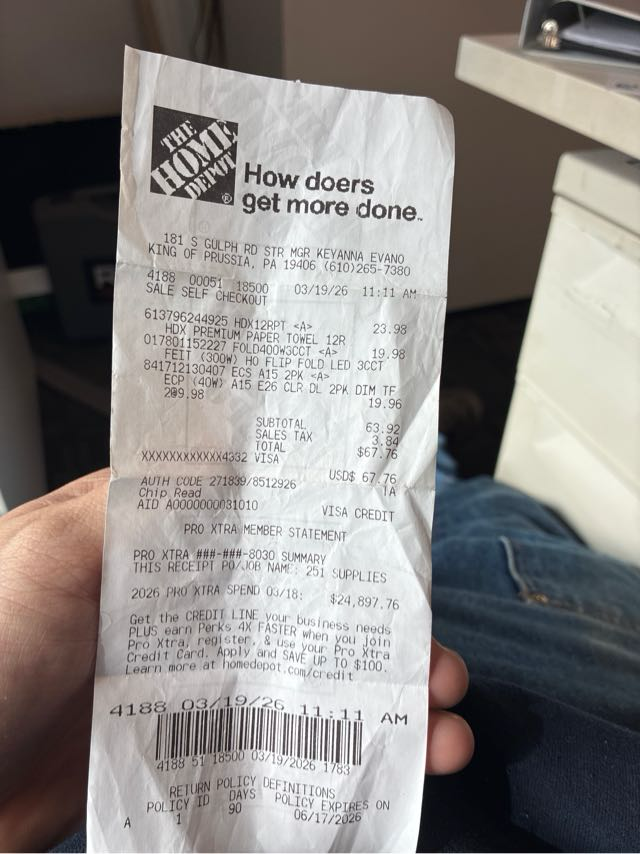 THE
HOME
DEPOT
®
How doers
get more done.™
181 S GULPH RD STR MGR KEYANNA EVANO
KING OF PRUSSIA, PA 19406 (610)265-7380
4188 00051 18500 03/19/26 11:11 AM
SALE SELF CHECKOUT
613796244925 HDX12RPT <A> 23.98
HDX PREMIUM PAPER TOWEL 12R
017801152227 FOLD400W3CCT <A> 19.98
FEIT (300W) HO FLIP FOLD LED 3CCT
841712130407 ECS A15 2PK <A>
ECP (40W) A15 E26 CLR DL 2PK DIM TF
2@9.98 19.96
SUBTOTAL 63.92
SALES TAX 3.84
TOTAL $67.76
XXXXXXXXXXXX4332 VISA
USD$ 67.76
AUTH CODE 271839/8512926 TA
Chip Read
AID A0000000031010 VISA CREDIT
PRO XTRA MEMBER STATEMENT
PRO XTRA ###-###-8030 SUMMARY
THIS RECEIPT PO/JOB NAME: 251 SUPPLIES
2026 PRO XTRA SPEND 03/18: $24,897.76
Get the CREDIT LINE your business needs
PLUS earn Perks 4X FASTER when you join
Pro Xtra, register, & use your Pro Xtra
Credit Card. Apply and SAVE UP TO $100.
Learn more at homedepot.com/credit
4188 03/19/26 11:11 AM
4188 51 18500 03/19/2026 1783
RETURN POLICY DEFINITIONS
POLICY ID DAYS POLICY EXPIRES ON
A 1 90 06/17/2026